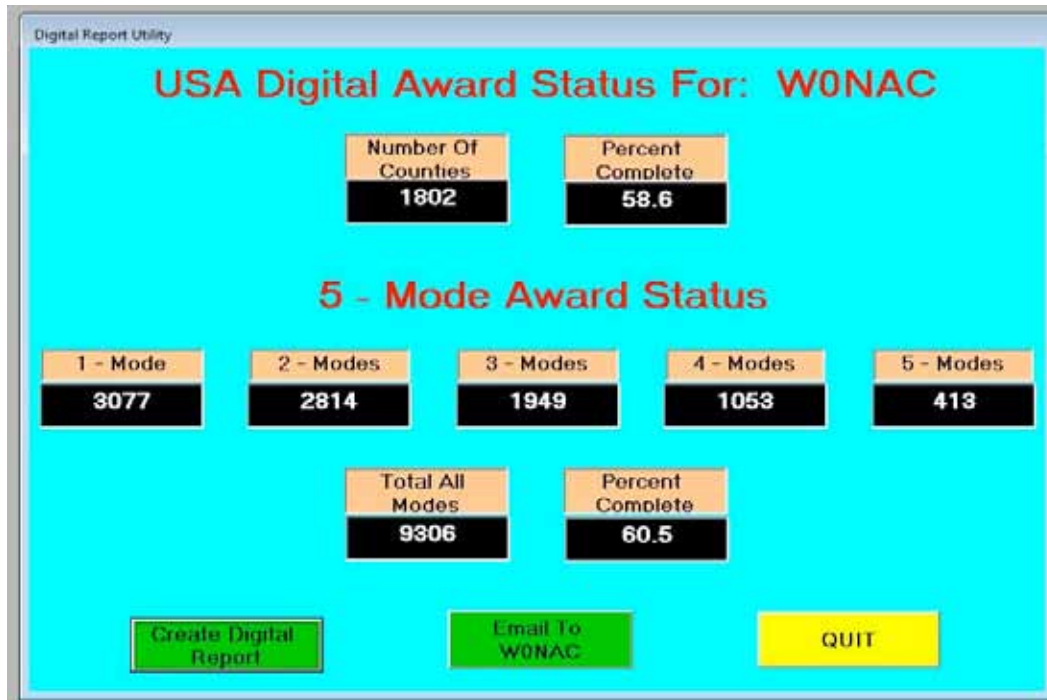 Digital Report Utility
USA Digital Award Status For: W0NAC
Number Of
Counties
1802
Percent
Complete
58.6
5 - Mode Award Status
1 - Mode
3077
2 - Modes
2814
3 - Modes
1949
4 - Modes
1053
5 - Modes
413
Total All
Modes
9306
Percent
Complete
60.5
Create Digital
Report
Email To
W0NAC
QUIT